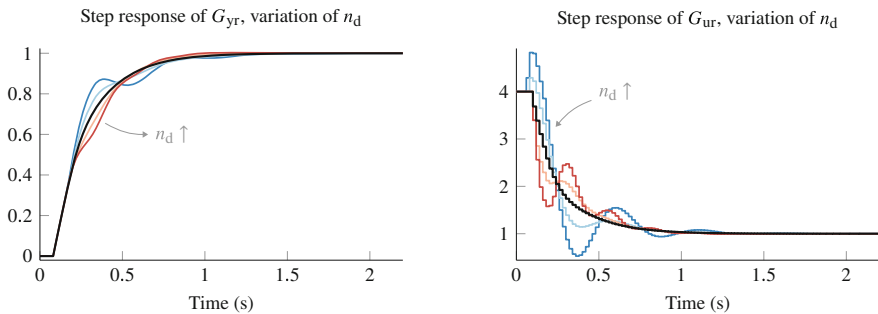 Step response of G_yr, variation of n_d
1
0.8
0.6
0.4
0.2
0
n_d ↑
0 0.5 1 1.5 2
Time (s)
Step response of G_ur, variation of n_d
4
3
2
1
n_d ↑
0 0.5 1 1.5 2
Time (s)